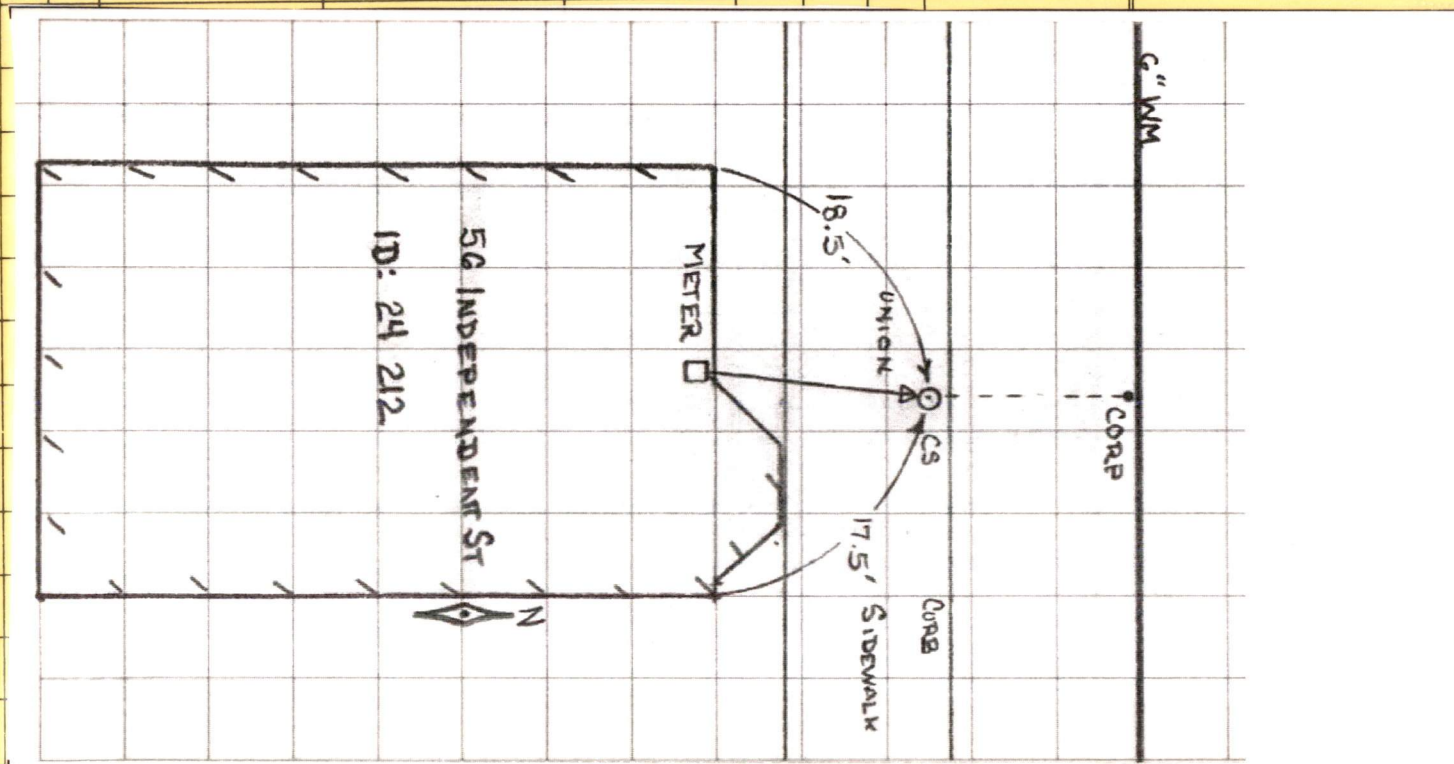 6" WM
CORP
CURB
CS
UNION
SIDEWALK
18.5'
17.5'
METER
N
56 INDEPENDENT ST
ID: 24 212